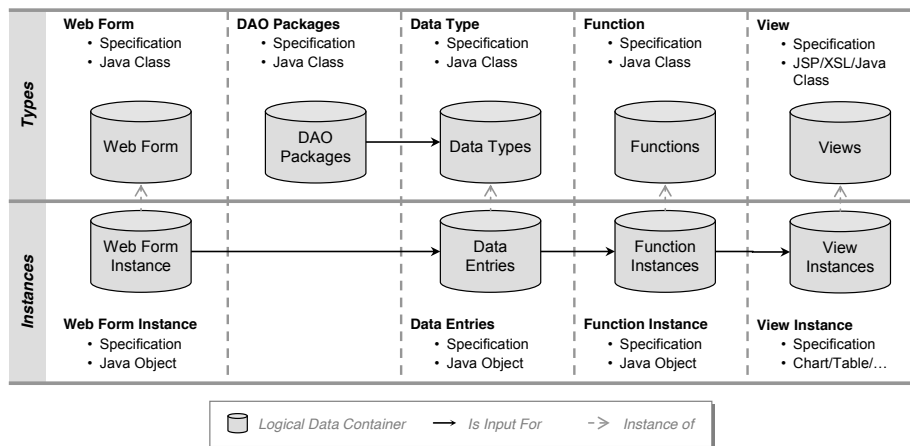 Types
Web Form
• Specification
• Java Class
DAO Packages
• Specification
• Java Class
Data Type
• Specification
• Java Class
Function
• Specification
• Java Class
View
• Specification
• JSP/XSL/Java
Class
Web Form
DAO
Packages
Data Types
Functions
Views
Instances
Web Form
Instance
Data
Entries
Function
Instances
View
Instances
Web Form Instance
• Specification
• Java Object
Data Entries
• Specification
• Java Object
Function Instance
• Specification
• Java Object
View Instance
• Specification
• Chart/Table/…
Logical Data Container
Is Input For
Instance of